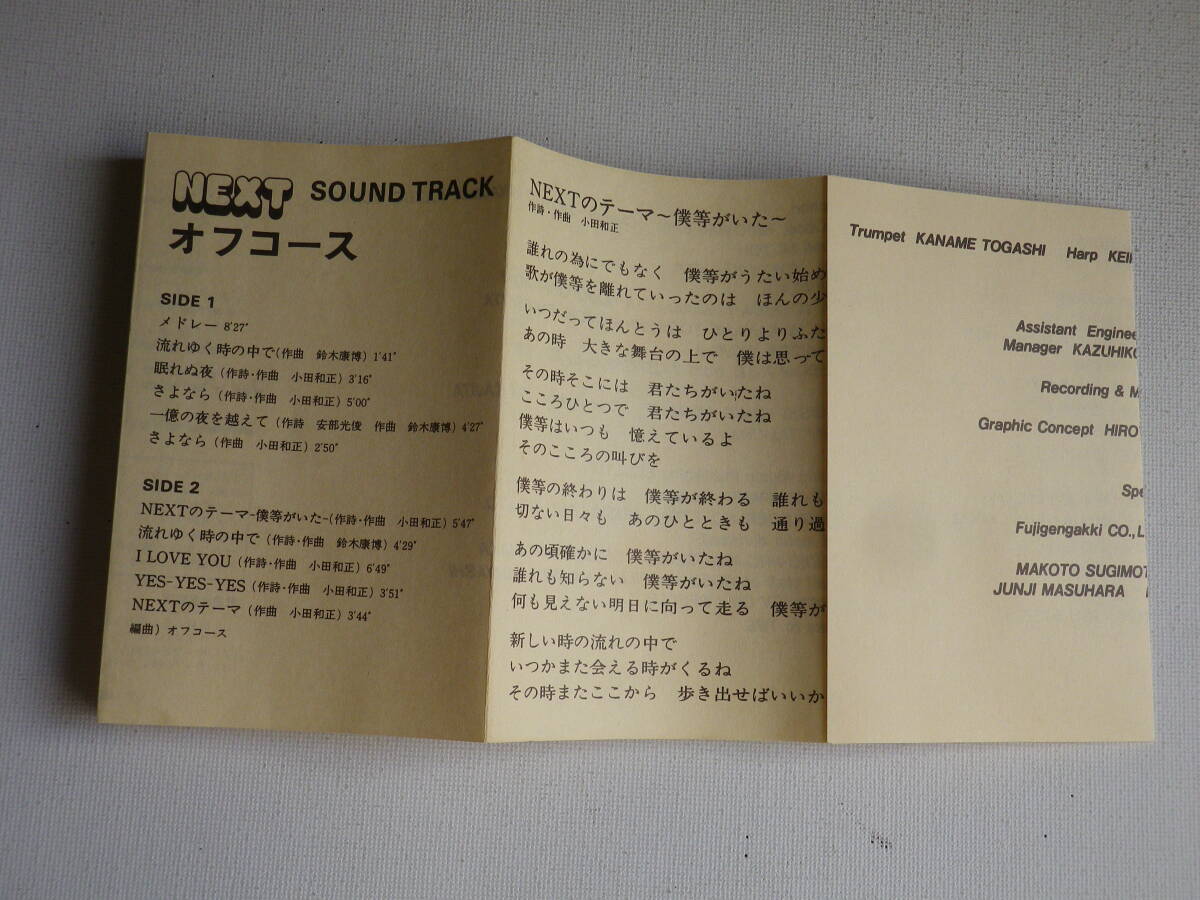 NEXT SOUND TRACK
オフコース
SIDE 1
メドレー 8'27"
流れゆく時の中で(作曲 鈴木康博) 1'41"
眠れぬ夜 (作詩・作曲 小田和正) 3'16"
さよなら (作詩・作曲 小田和正) 5'00"
一億の夜を越えて (作詩 安部光俊 作曲 鈴木康博) 4'27"
さよなら (作曲 小田和正) 2'50"
SIDE 2
NEXTのテーマ-僕等がいた-(作詩・作曲 小田和正) 5'47"
流れゆく時の中で (作詩・作曲 鈴木康博) 4'29"
I LOVE YOU (作詩・作曲 小田和正) 6'49"
YES-YES-YES (作詩・作曲 小田和正) 3'51"
NEXTのテーマ (作曲 小田和正) 3'44"
編曲) オフコース
NEXTのテーマ〜僕等がいた〜
作詩・作曲 小田和正
誰れの為にでもなく 僕等がうたい始め
歌が僕等を離れていったのは ほんの少
いつだってほんとうは ひとりよりふた
あの時 大きな舞台の上で 僕は思って
その時そこには 君たちがいたね
こころひとつで 君たちがいたね
僕等はいつも 憶えているよ
そのこころの叫びを
僕等の終わりは 僕等が終わる 誰れも
切ない日々も あのひとときも 通り過
あの頃確かに 僕等がいたね
誰れも知らない 僕等がいたね
何も見えない明日に向って走る 僕等が
新しい時の流れの中で
いつかまた会える時がくるね
その時またここから 歩き出せばいいか
Trumpet KANAME TOGASHI Harp KEI
Assistant Enginee
Manager KAZUHIK
Recording & M
Graphic Concept HIRO
Spe
Fujigengakki CO.,L
MAKOTO SUGIMOT
JUNJI MASUHARA